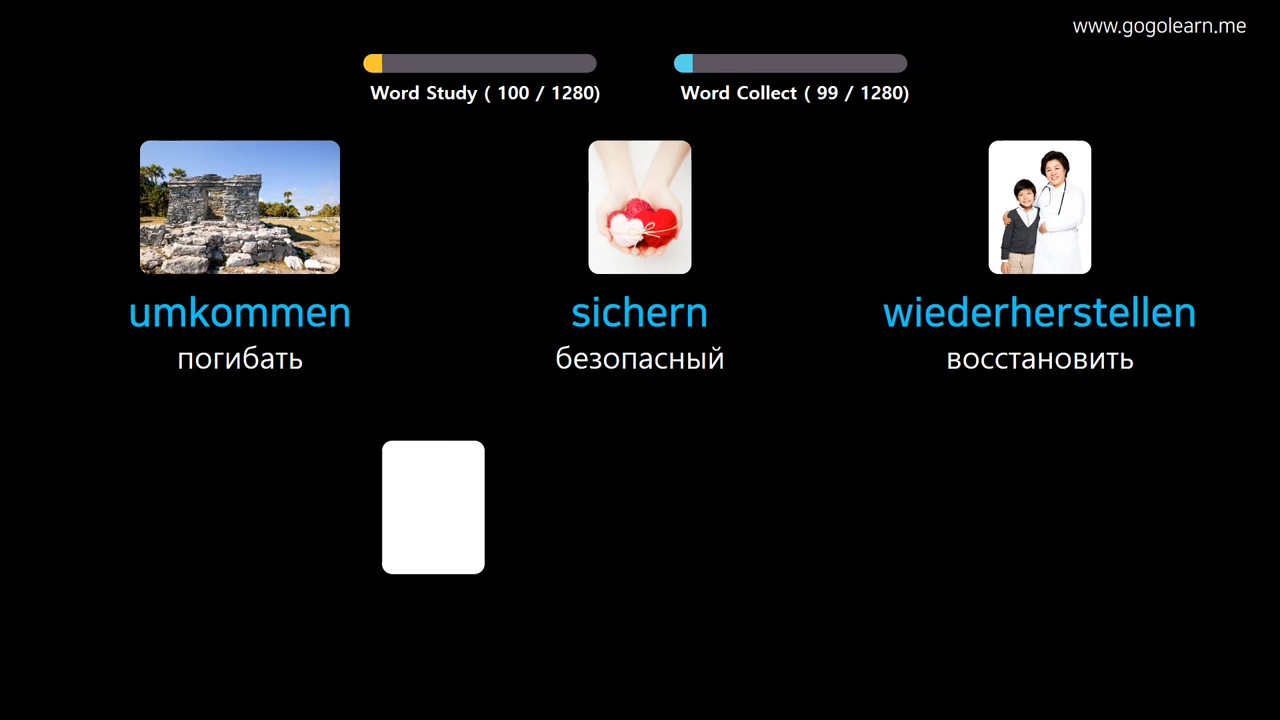 www.gogolearn.me
Word Study ( 100 / 1280)
Word Collect ( 99 / 1280)
umkommen
погибать
sichern
безопасный
wiederherstellen
восстановить